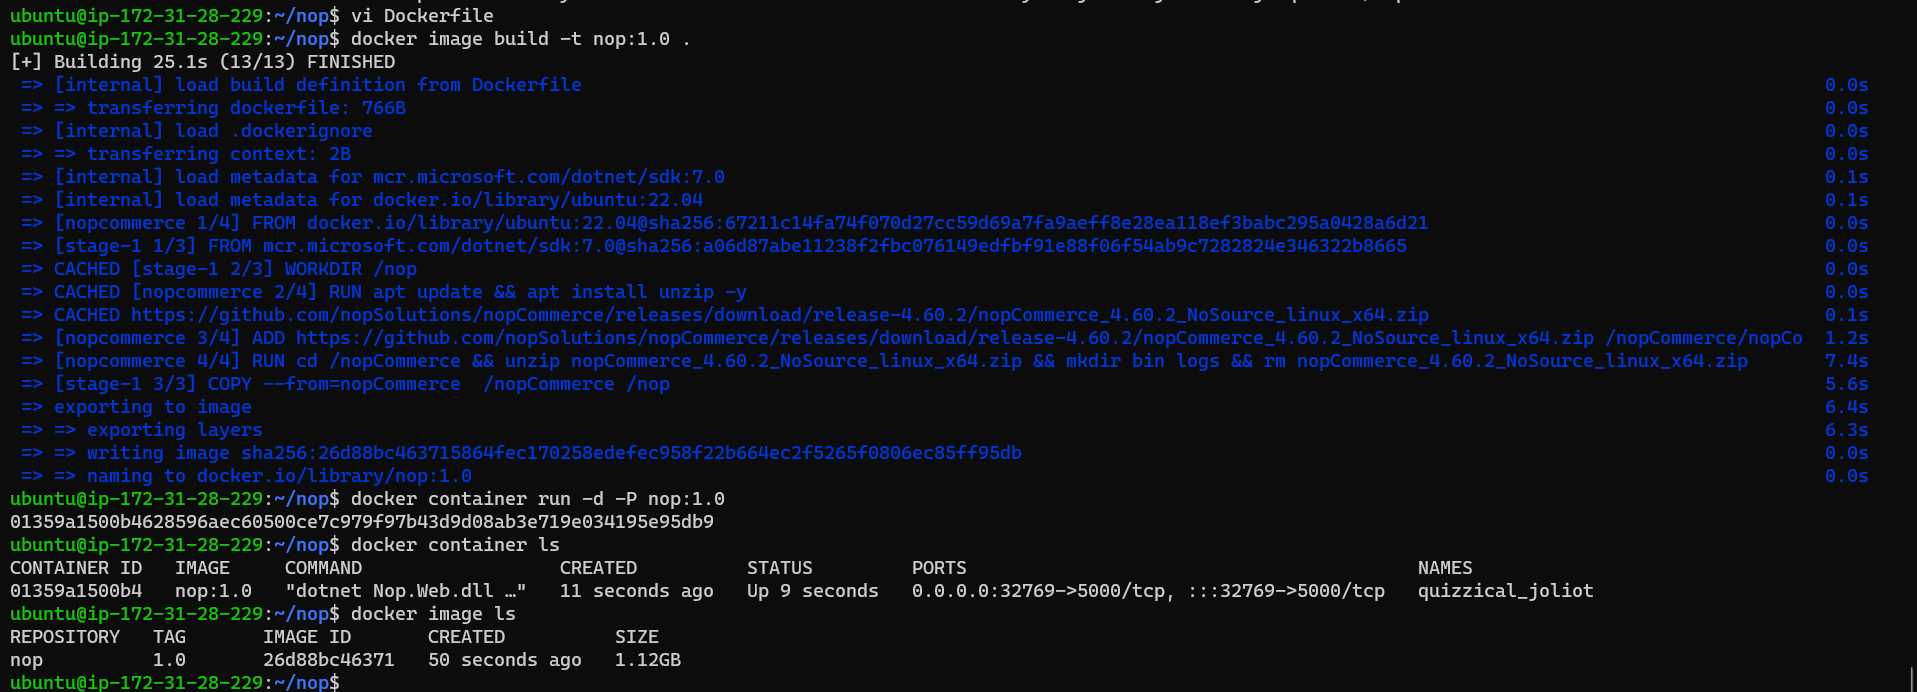 ubuntu@ip-172-31-28-229:~/nop$ vi Dockerfile
ubuntu@ip-172-31-28-229:~/nop$ docker image build -t nop:1.0 .
[+] Building 25.1s (13/13) FINISHED
=> [internal] load build definition from Dockerfile 0.0s
=> => transferring dockerfile: 766B 0.0s
=> [internal] load .dockerignore 0.0s
=> => transferring context: 2B 0.0s
=> [internal] load metadata for mcr.microsoft.com/dotnet/sdk:7.0 0.1s
=> [internal] load metadata for docker.io/library/ubuntu:22.04 0.1s
=> [nopcommerce 1/4] FROM docker.io/library/ubuntu:22.04@sha256:67211c14fa74f070d27cc59d69a7fa9aeff8e28ea118ef3babc295a0428a6d21 0.0s
=> [stage-1 1/3] FROM mcr.microsoft.com/dotnet/sdk:7.0@sha256:a06d87abe11238f2fbc076149edfbf91e88f06f54ab9c7282824e346322b8665 0.0s
=> CACHED [stage-1 2/3] WORKDIR /nop 0.0s
=> CACHED [nopcommerce 2/4] RUN apt update && apt install unzip -y 0.0s
=> CACHED https://github.com/nopSolutions/nopCommerce/releases/download/release-4.60.2/nopCommerce_4.60.2_NoSource_linux_x64.zip 0.1s
=> [nopcommerce 3/4] ADD https://github.com/nopSolutions/nopCommerce/releases/download/release-4.60.2/nopCommerce_4.60.2_NoSource_linux_x64.zip /nopCommerce/nopCo 1.2s
=> [nopcommerce 4/4] RUN cd /nopCommerce && unzip nopCommerce_4.60.2_NoSource_linux_x64.zip && mkdir bin logs && rm nopCommerce_4.60.2_NoSource_linux_x64.zip 7.4s
=> [stage-1 3/3] COPY --from=nopCommerce  /nopCommerce /nop 5.6s
=> exporting to image 6.4s
=> => exporting layers 6.3s
=> => writing image sha256:26d88bc463715864fec170258edefec958f22b664ec2f5265f0806ec85ff95db 0.0s
=> => naming to docker.io/library/nop:1.0 0.0s
ubuntu@ip-172-31-28-229:~/nop$ docker container run -d -P nop:1.0
01359a1500b4628596aec60500ce7c979f97b43d9d08ab3e719e034195e95db9
ubuntu@ip-172-31-28-229:~/nop$ docker container ls
CONTAINER ID   IMAGE     COMMAND                  CREATED          STATUS         PORTS                                         NAMES
01359a1500b4   nop:1.0   "dotnet Nop.Web.dll …"   11 seconds ago   Up 9 seconds   0.0.0.0:32769->5000/tcp, :::32769->5000/tcp   quizzical_joliot
ubuntu@ip-172-31-28-229:~/nop$ docker image ls
REPOSITORY   TAG       IMAGE ID       CREATED          SIZE
nop          1.0       26d88bc46371   50 seconds ago   1.12GB
ubuntu@ip-172-31-28-229:~/nop$